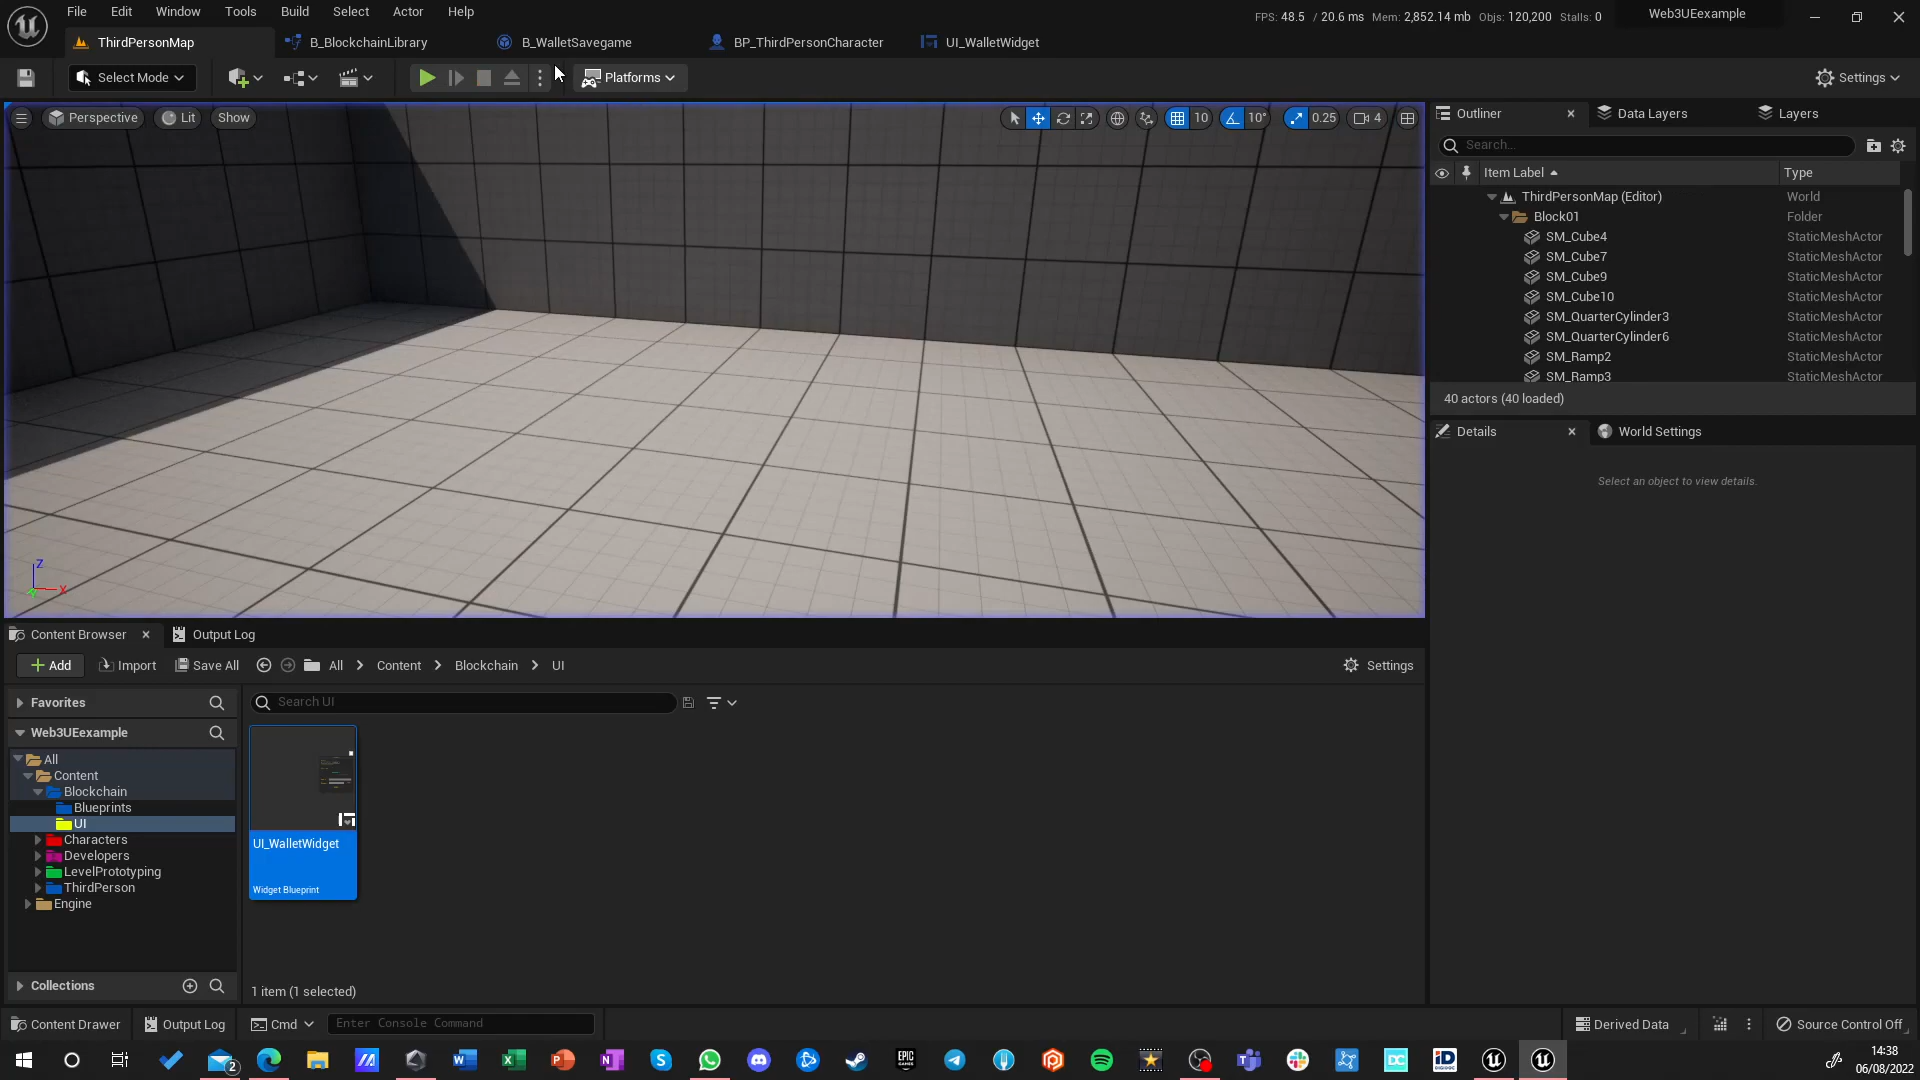 File Edit Window Tools Build Select Actor Help
FPS: 48.5 / 20.6 ms Mem: 2,852.14 mb Objs: 120,200 Stalls: 0
Web3UEexample
ThirdPersonMap
B_BlockchainLibrary
B_WalletSavegame
BP_ThirdPersonCharacter
UI_WalletWidget
Select Mode
Platforms
Settings
Perspective
Lit
Show
10
10°
0.25
4
Outliner
Data Layers
Layers
Search...
Item Label
Type
ThirdPersonMap (Editor) World
Block01 Folder
SM_Cube4 StaticMeshActor
SM_Cube7 StaticMeshActor
SM_Cube9 StaticMeshActor
SM_Cube10 StaticMeshActor
SM_QuarterCylinder3 StaticMeshActor
SM_QuarterCylinder6 StaticMeshActor
SM_Ramp2 StaticMeshActor
SM_Ramp3 StaticMeshActor
40 actors (40 loaded)
Details
World Settings
Select an object to view details.
Z
X
Content Browser
Output Log
Add
Import
Save All
All
Content
Blockchain
UI
Settings
Favorites
Search UI
Web3UEexample
All
Content
Blockchain
Blueprints
UI
Characters
Developers
LevelPrototyping
ThirdPerson
Engine
UI_WalletWidget
Widget Blueprint
Collections
1 item (1 selected)
Content Drawer
Output Log
Cmd
Enter Console Command
Derived Data
Source Control Off
2
EPIC GAMES
DC
iD
14:38
06/08/2022